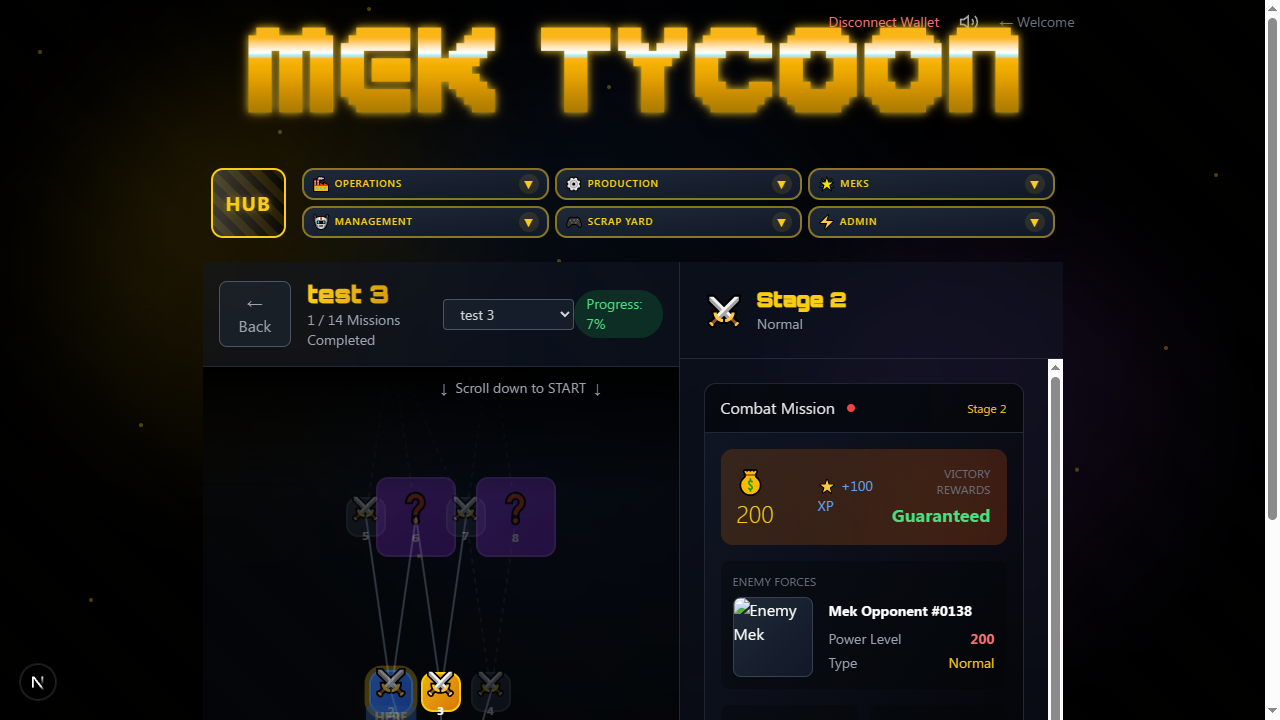 Disconnect Wallet
← Welcome
MEK TYCOON
HUB
OPERATIONS ▼
PRODUCTION ▼
MEKS ▼
MANAGEMENT ▼
SCRAP YARD ▼
ADMIN ▼
←
Back
test 3
1 / 14 Missions
Completed
test 3
Progress:
7%
Stage 2
Normal
↓ Scroll down to START ↓
5
6
7
8
HERE
3
4
Combat Mission
Stage 2
200
+100
XP
VICTORY
REWARDS
Guaranteed
ENEMY FORCES
Enemy
Mek
Mek Opponent #0138
Power Level 200
Type Normal
N